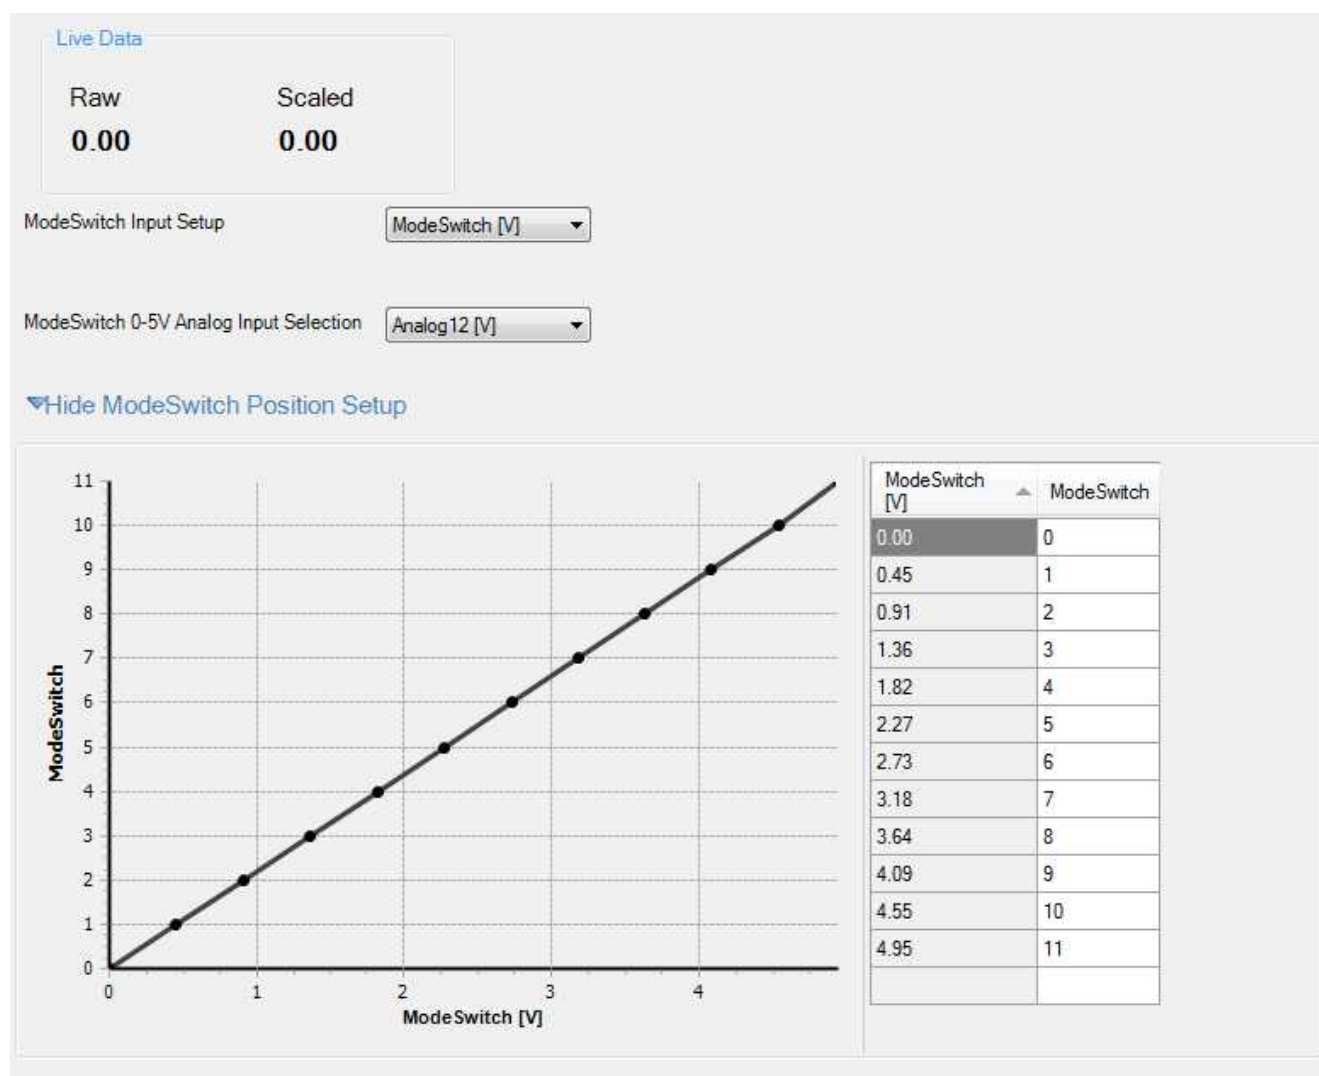 Live Data
Raw Scaled
0.00 0.00
ModeSwitch Input Setup ModeSwitch [V]
ModeSwitch 0-5V Analog Input Selection Analog12 [V]
Hide ModeSwitch Position Setup
11
10
9
8
7
6
5
4
3
2
1
0
ModeSwitch
0 1 2 3 4
ModeSwitch [V]
ModeSwitch
[V] ModeSwitch
0.00 0
0.45 1
0.91 2
1.36 3
1.82 4
2.27 5
2.73 6
3.18 7
3.64 8
4.09 9
4.55 10
4.95 11